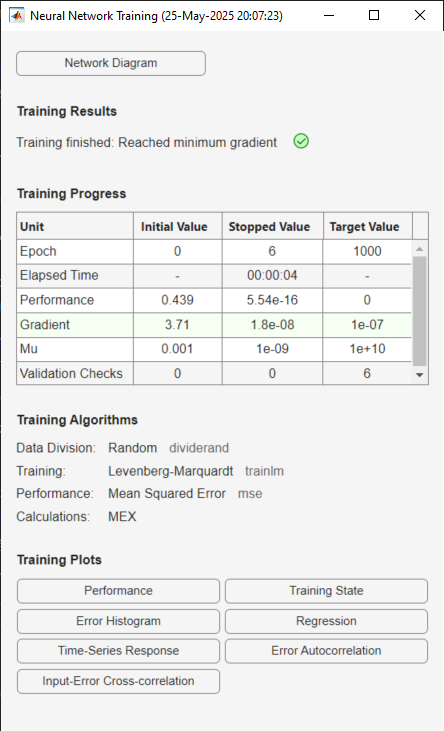 Neural Network Training (25-May-2025 20:07:23)
Network Diagram
Training Results
Training finished: Reached minimum gradient
Training Progress
Unit Initial Value Stopped Value Target Value
Epoch 0 6 1000
Elapsed Time - 00:00:04 -
Performance 0.439 5.54e-16 0
Gradient 3.71 1.8e-08 1e-07
Mu 0.001 1e-09 1e+10
Validation Checks 0 0 6
Training Algorithms
Data Division: Random dividerand
Training: Levenberg-Marquardt trainlm
Performance: Mean Squared Error mse
Calculations: MEX
Training Plots
Performance Training State
Error Histogram Regression
Time-Series Response Error Autocorrelation
Input-Error Cross-correlation